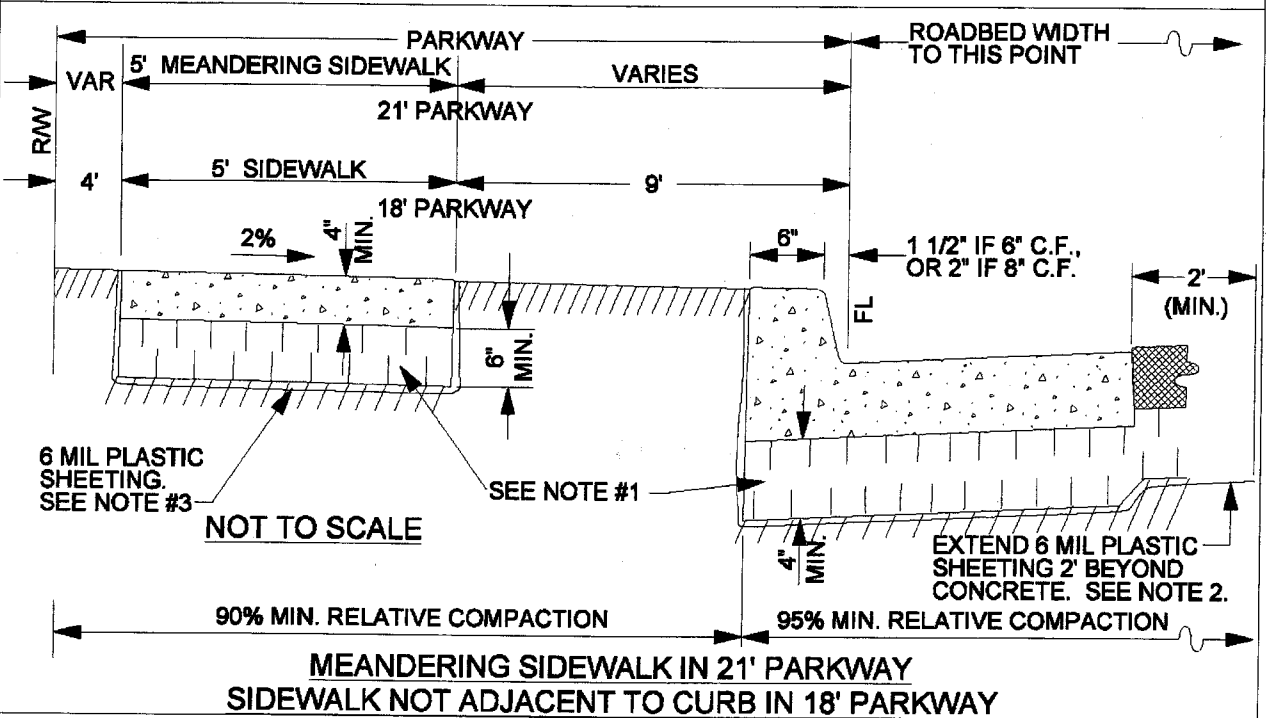 PARKWAY
ROADBED WIDTH
TO THIS POINT
VAR
5' MEANDERING SIDEWALK
VARIES
21' PARKWAY
R/W
4'
5' SIDEWALK
9'
18' PARKWAY
2%
4"
MIN.
6"
1 1/2" IF 6" C.F.,
OR 2" IF 8" C.F.
FL
2'
(MIN.)
6"
MIN.
6 MIL PLASTIC
SHEETING.
SEE NOTE #3
SEE NOTE #1
NOT TO SCALE
4"
MIN.
EXTEND 6 MIL PLASTIC
SHEETING 2' BEYOND
CONCRETE. SEE NOTE 2.
90% MIN. RELATIVE COMPACTION
95% MIN. RELATIVE COMPACTION
MEANDERING SIDEWALK IN 21' PARKWAY
SIDEWALK NOT ADJACENT TO CURB IN 18' PARKWAY